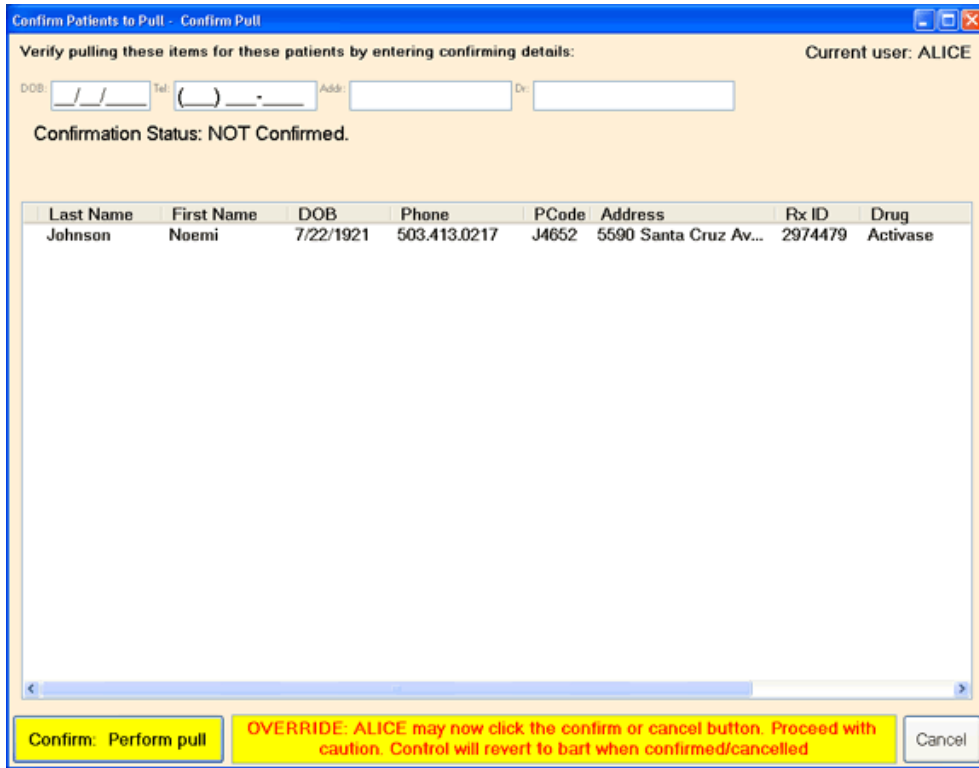 Confirm Patients to Pull - Confirm Pull
Verify pulling these items for these patients by entering confirming details:
Current user: ALICE
DOB: __/__/____ Tel: (___) ___-____ Addr: Dr:
Confirmation Status: NOT Confirmed.
Last Name First Name DOB Phone PCode Address Rx ID Drug
Johnson Noemi 7/22/1921 503.413.0217 J4652 5590 Santa Cruz Av... 2974479 Activase
Confirm: Perform pull
OVERRIDE: ALICE may now click the confirm or cancel button. Proceed with
caution. Control will revert to bart when confirmed/cancelled
Cancel